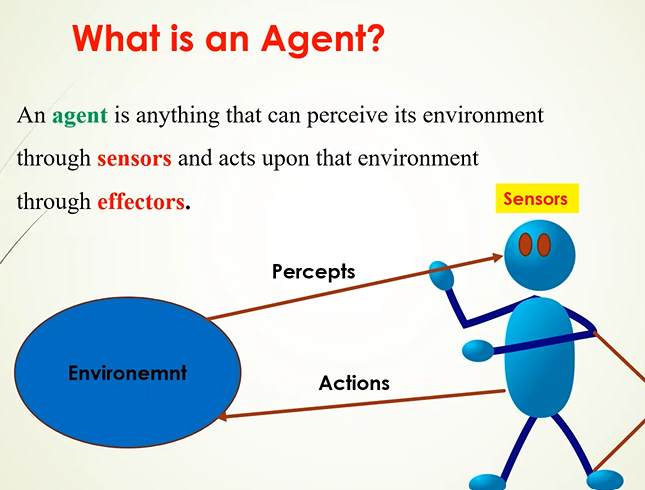 What is an Agent?
An agent is anything that can perceive its environment
through sensors and acts upon that environment
through effectors.
Sensors
Percepts
Environemnt
Actions